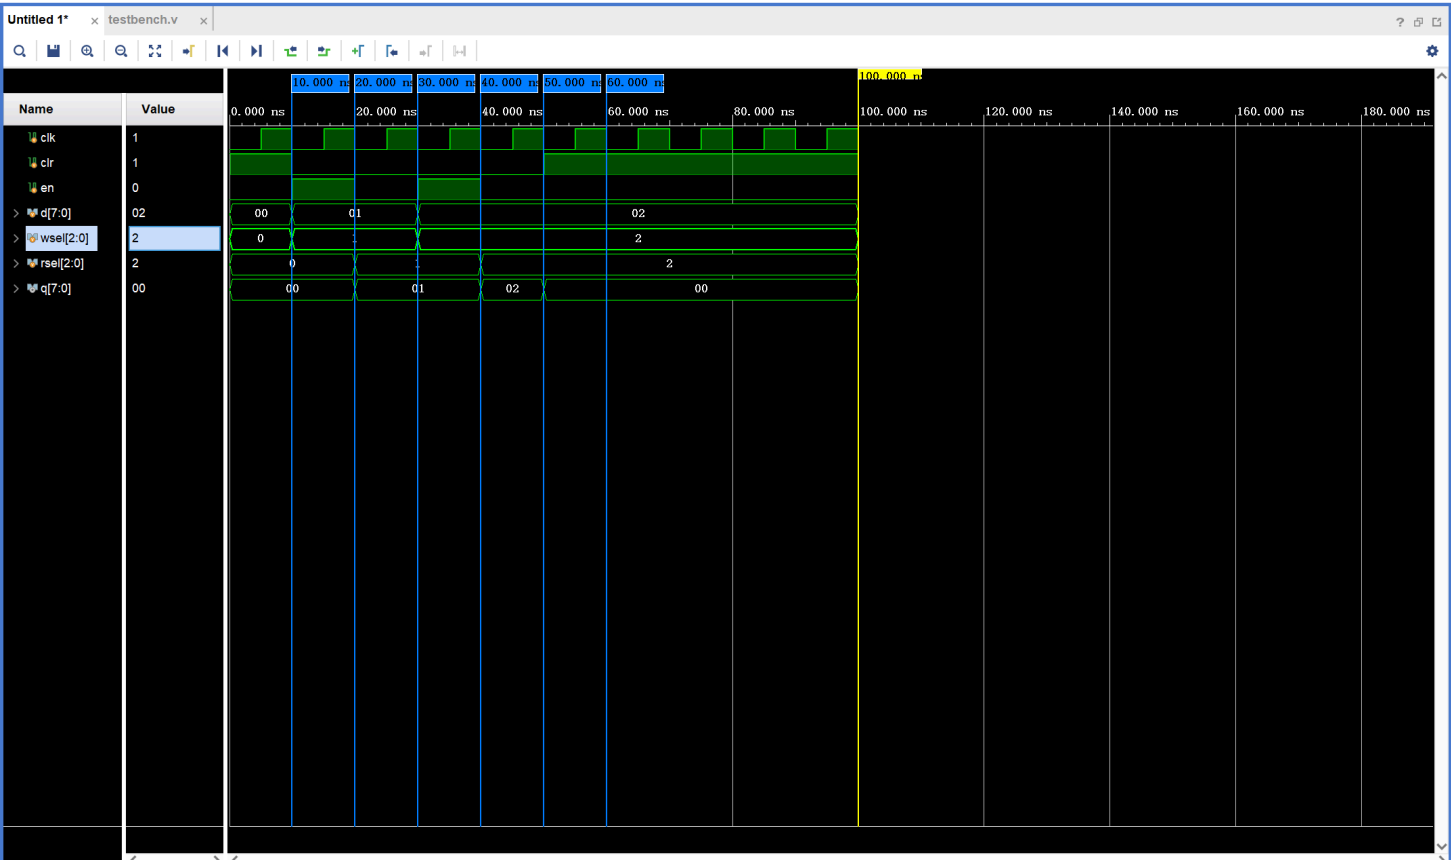 Untitled 1* × testbench.v ×
?
10.000 ns 20.000 ns 30.000 ns 40.000 ns 50.000 ns 60.000 ns 100.000 ns
Name Value 0.000 ns 20.000 ns 40.000 ns 60.000 ns 80.000 ns 100.000 ns 120.000 ns 140.000 ns 160.000 ns 180.000 ns
clk 1
clr 1
en 0
d[7:0] 02 00 01 02
wsel[2:0] 2 0 1 2
rsel[2:0] 2 0 1 2
q[7:0] 00 00 01 02 00